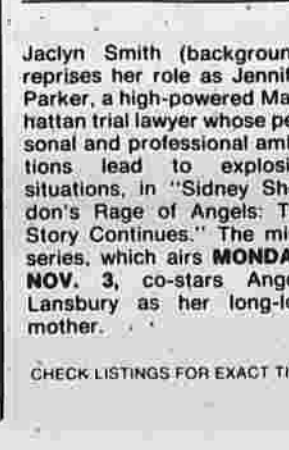 Jaclyn Smith (backgroun
reprises her role as Jennif
Parker, a high-powered Ma
hattan trial lawyer whose pe
sonal and professional amb
tions lead to explosi
situations, in "Sidney She
don's Rage of Angels: T
Story Continues." The mi
series, which airs MONDA
NOV. 3, co-stars Ange
Lansbury as her long-lo
mother.
CHECK LISTINGS FOR EXACT TI